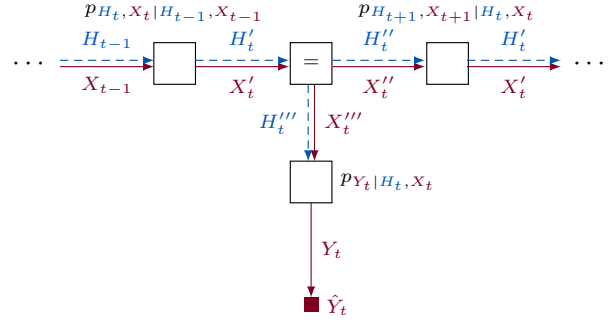 p_{H_t,X_t|H_{t−1},X_{t−1}} p_{H_{t+1},X_{t+1}|H_t,X_t}
H_{t−1} H′_t H″_t H′_t
⋯ = ⋯
X_{t−1} X′_t X″_t X′_t
H‴_t X‴_t
p_{Y_t|H_t,X_t}
Y_t
Ŷ_t